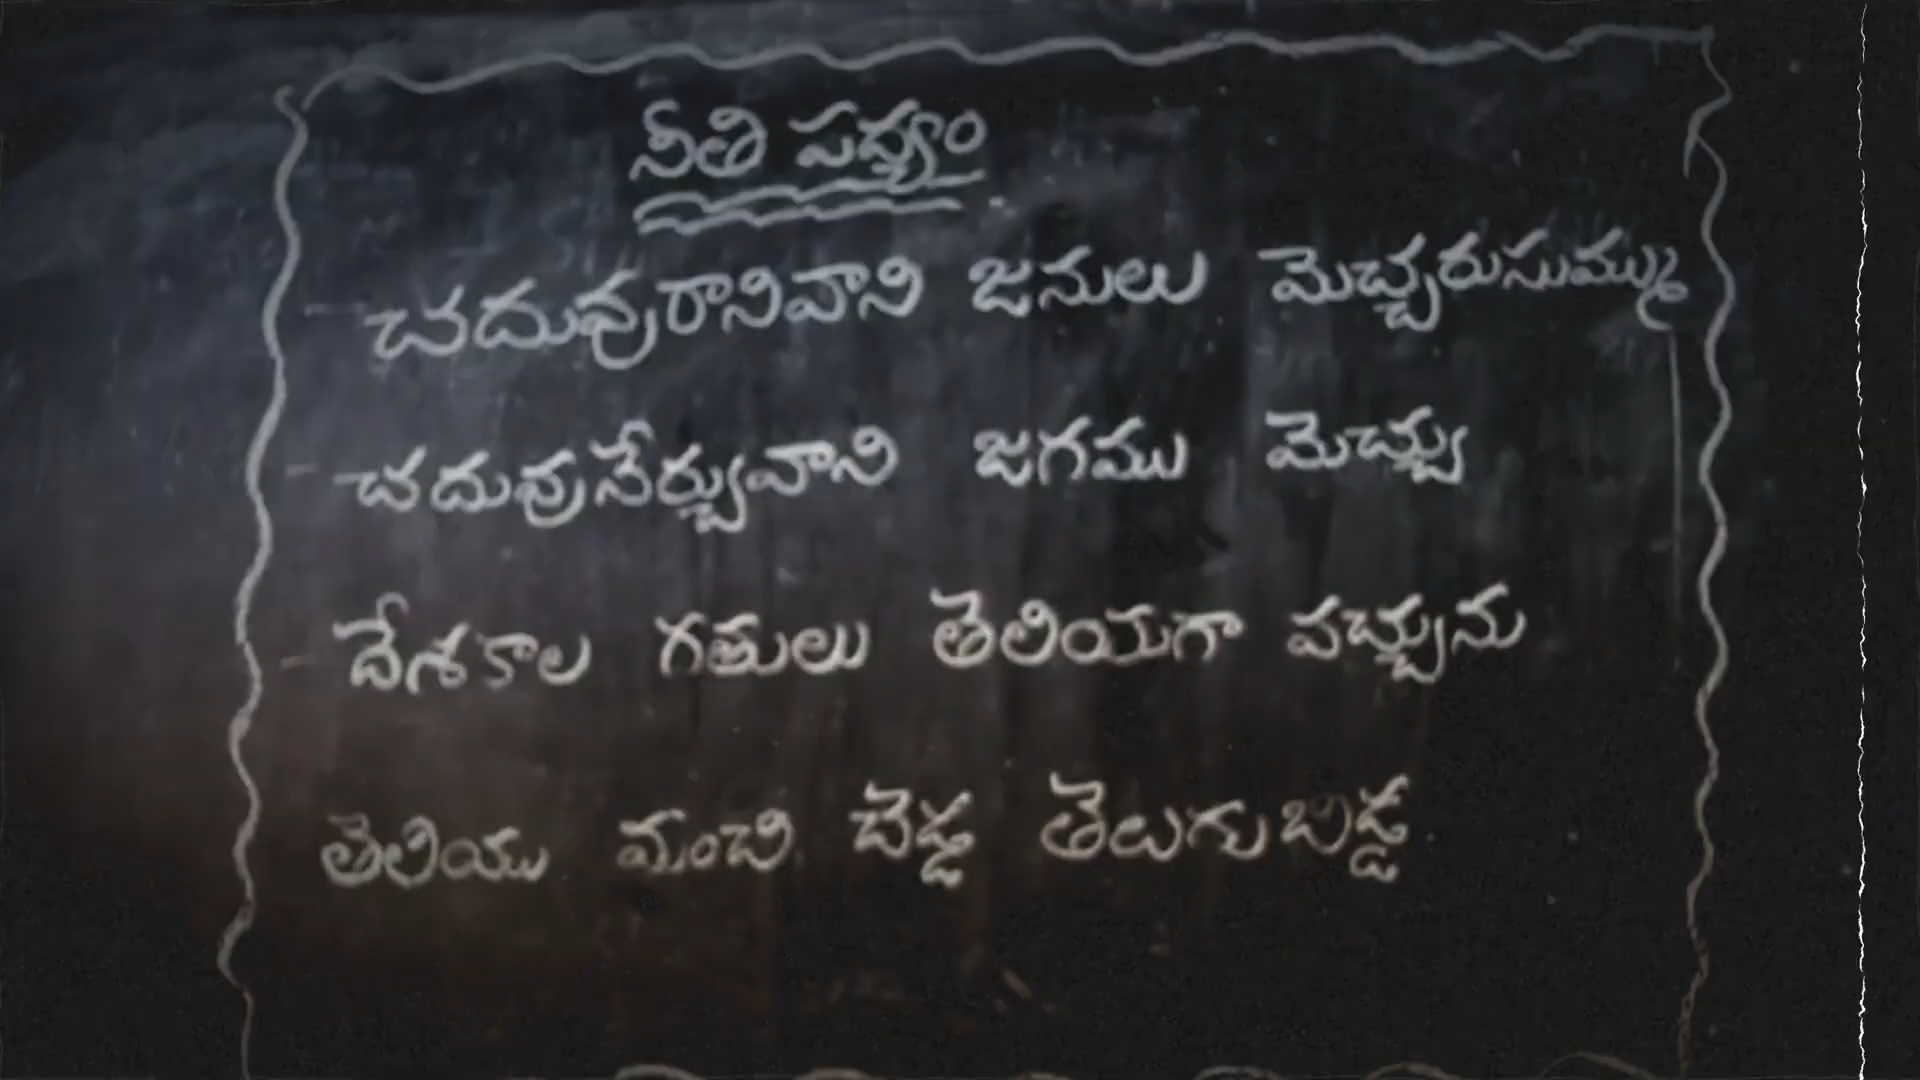 నీతి పద్యం
చదువురానివాని జనులు మెచ్చరుసుమ్ము
చదువునేర్చువాని జగము మెచ్చు
దేశకాల గతులు తెలియగా వచ్చును
తెలియు మంచి చెడ్డ తెలుగుబిడ్డ